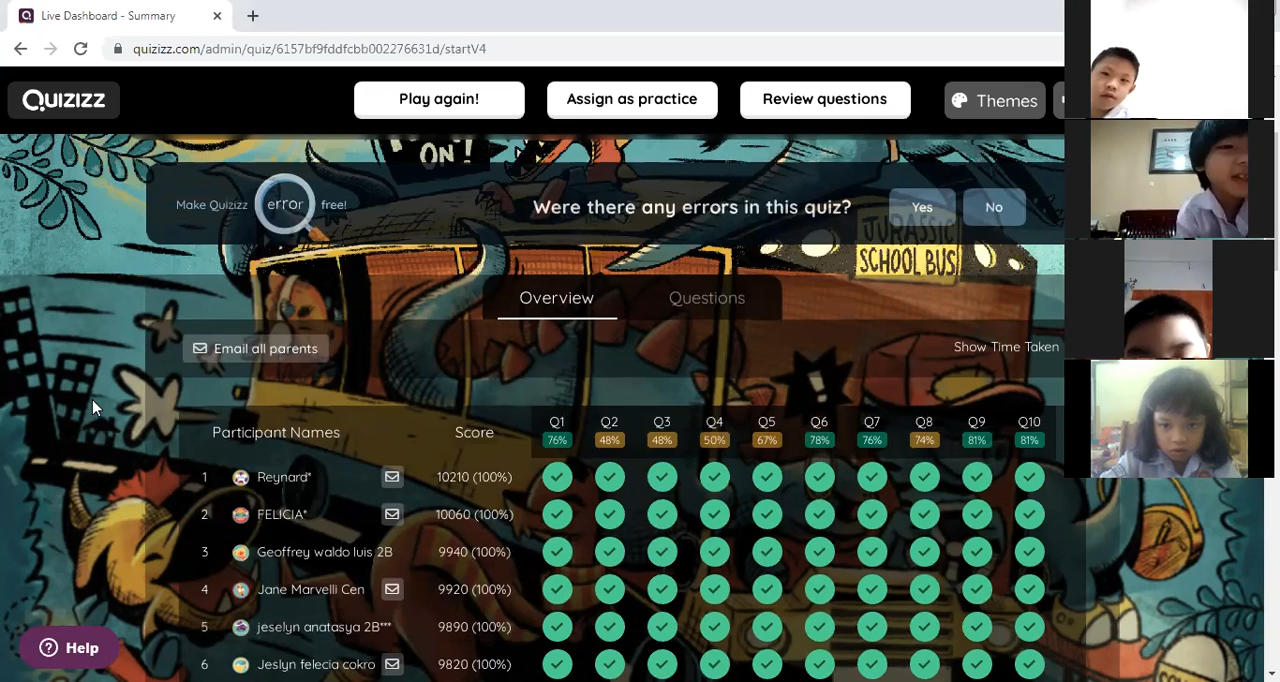 Live Dashboard - Summary
quizizz.com/admin/quiz/6157bf9fddfcbb002276631d/startV4
QUIZIZZ
Play again!
Assign as practice
Review questions
Themes
ON!
Make Quizizz error free!
Were there any errors in this quiz?
Yes
No
JURASSIC
SCHOOL BUS
Overview
Questions
Email all parents
Show Time Taken
Participant Names Score Q1 Q2 Q3 Q4 Q5 Q6 Q7 Q8 Q9 Q10
76% 48% 48% 50% 67% 78% 76% 74% 81% 81%
1 Reynard* 10210 (100%)
2 FELICIA* 10060 (100%)
3 Geoffrey waldo luis 2B 9940 (100%)
4 Jane Marvelli Cen 9920 (100%)
5 jeselyn anatasya 2B*** 9890 (100%)
6 Jeslyn felecia cokro 9820 (100%)
Help